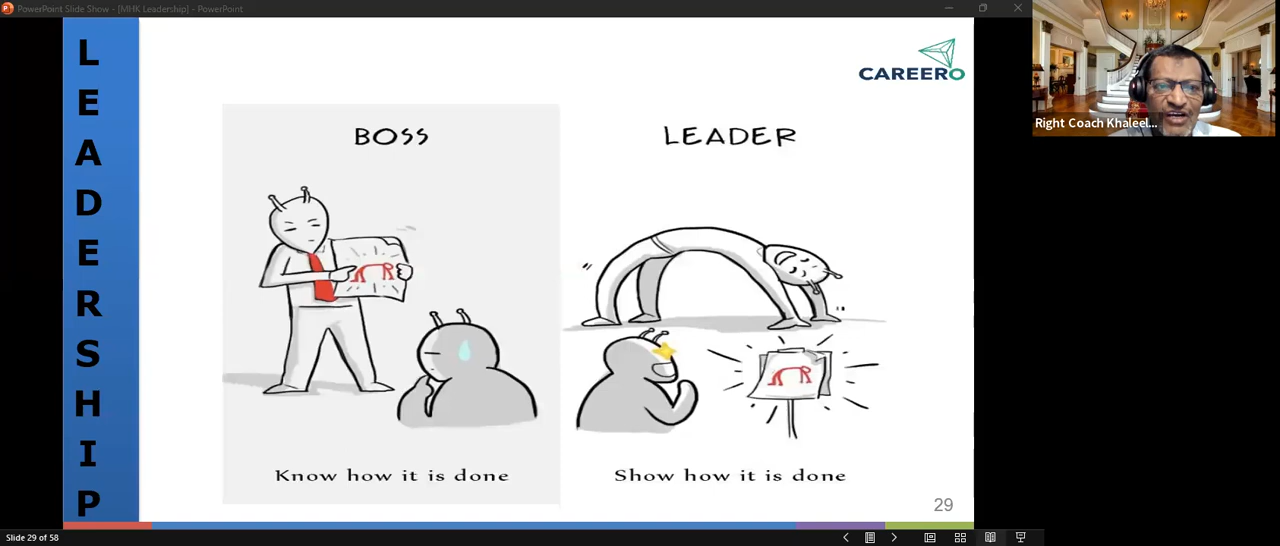 PowerPoint Slide Show - [MHK Leadership] - PowerPoint
LEADERSHIP
CAREERO
Right Coach Khaleel...
BOSS
LEADER
Know how it is done
Show how it is done
29
Slide 29 of 58